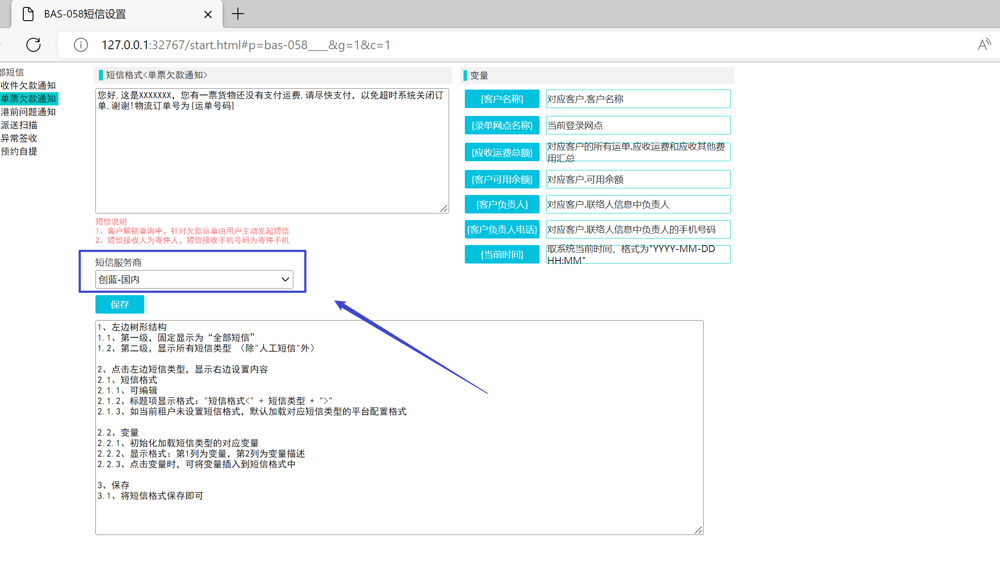 BAS-058短信设置
127.0.0.1:32767/start.html#p=bas-058____&g=1&c=1
部短信
收件欠款通知
单票欠款通知
港前问题通知
派送扫描
异常签收
预约自提
短信格式<单票欠款通知>
您好,这是XXXXXXX，您有一票货物还没有支付运费,请尽快支付，以免超时系统关闭订
单,谢谢!物流订单号为{运单号码}
短信说明
1、客户解锁查询中，针对欠款运单由用户主动发起短信
2、短信接收人为寄件人，短信接收手机号码为寄件手机
短信服务商
创蓝-国内
保存
变量
{客户名称} 对应客户.客户名称
{录单网点名称} 当前登录网点
{应收运费总额} 对应客户的所有运单.应收运费和应收其他费
用汇总
{客户可用余额} 对应客户.可用余额
{客户负责人} 对应客户.联络人信息中负责人
{客户负责人电话} 对应客户.联络人信息中负责人的手机号码
{当前时间} 取系统当前时间，格式为"YYYY-MM-DD
HH:MM"
1、左边树形结构
1.1、第一级，固定显示为“全部短信”
1.2、第二级，显示所有短信类型 （除"人工短信"外）
2、点击左边短信类型，显示右边设置内容
2.1、短信格式
2.1.1、可编辑
2.1.2、标题项显示格式："短信格式<" + 短信类型 + ">"
2.1.3、如当前租户未设置短信格式，默认加载对应短信类型的平台配置格式
2.2、变量
2.2.1、初始化加载短信类型的对应变量
2.2.2、显示格式：第1列为变量，第2列为变量描述
2.2.3、点击变量时，可将变量插入到短信格式中
3、保存
3.1、将短信格式保存即可